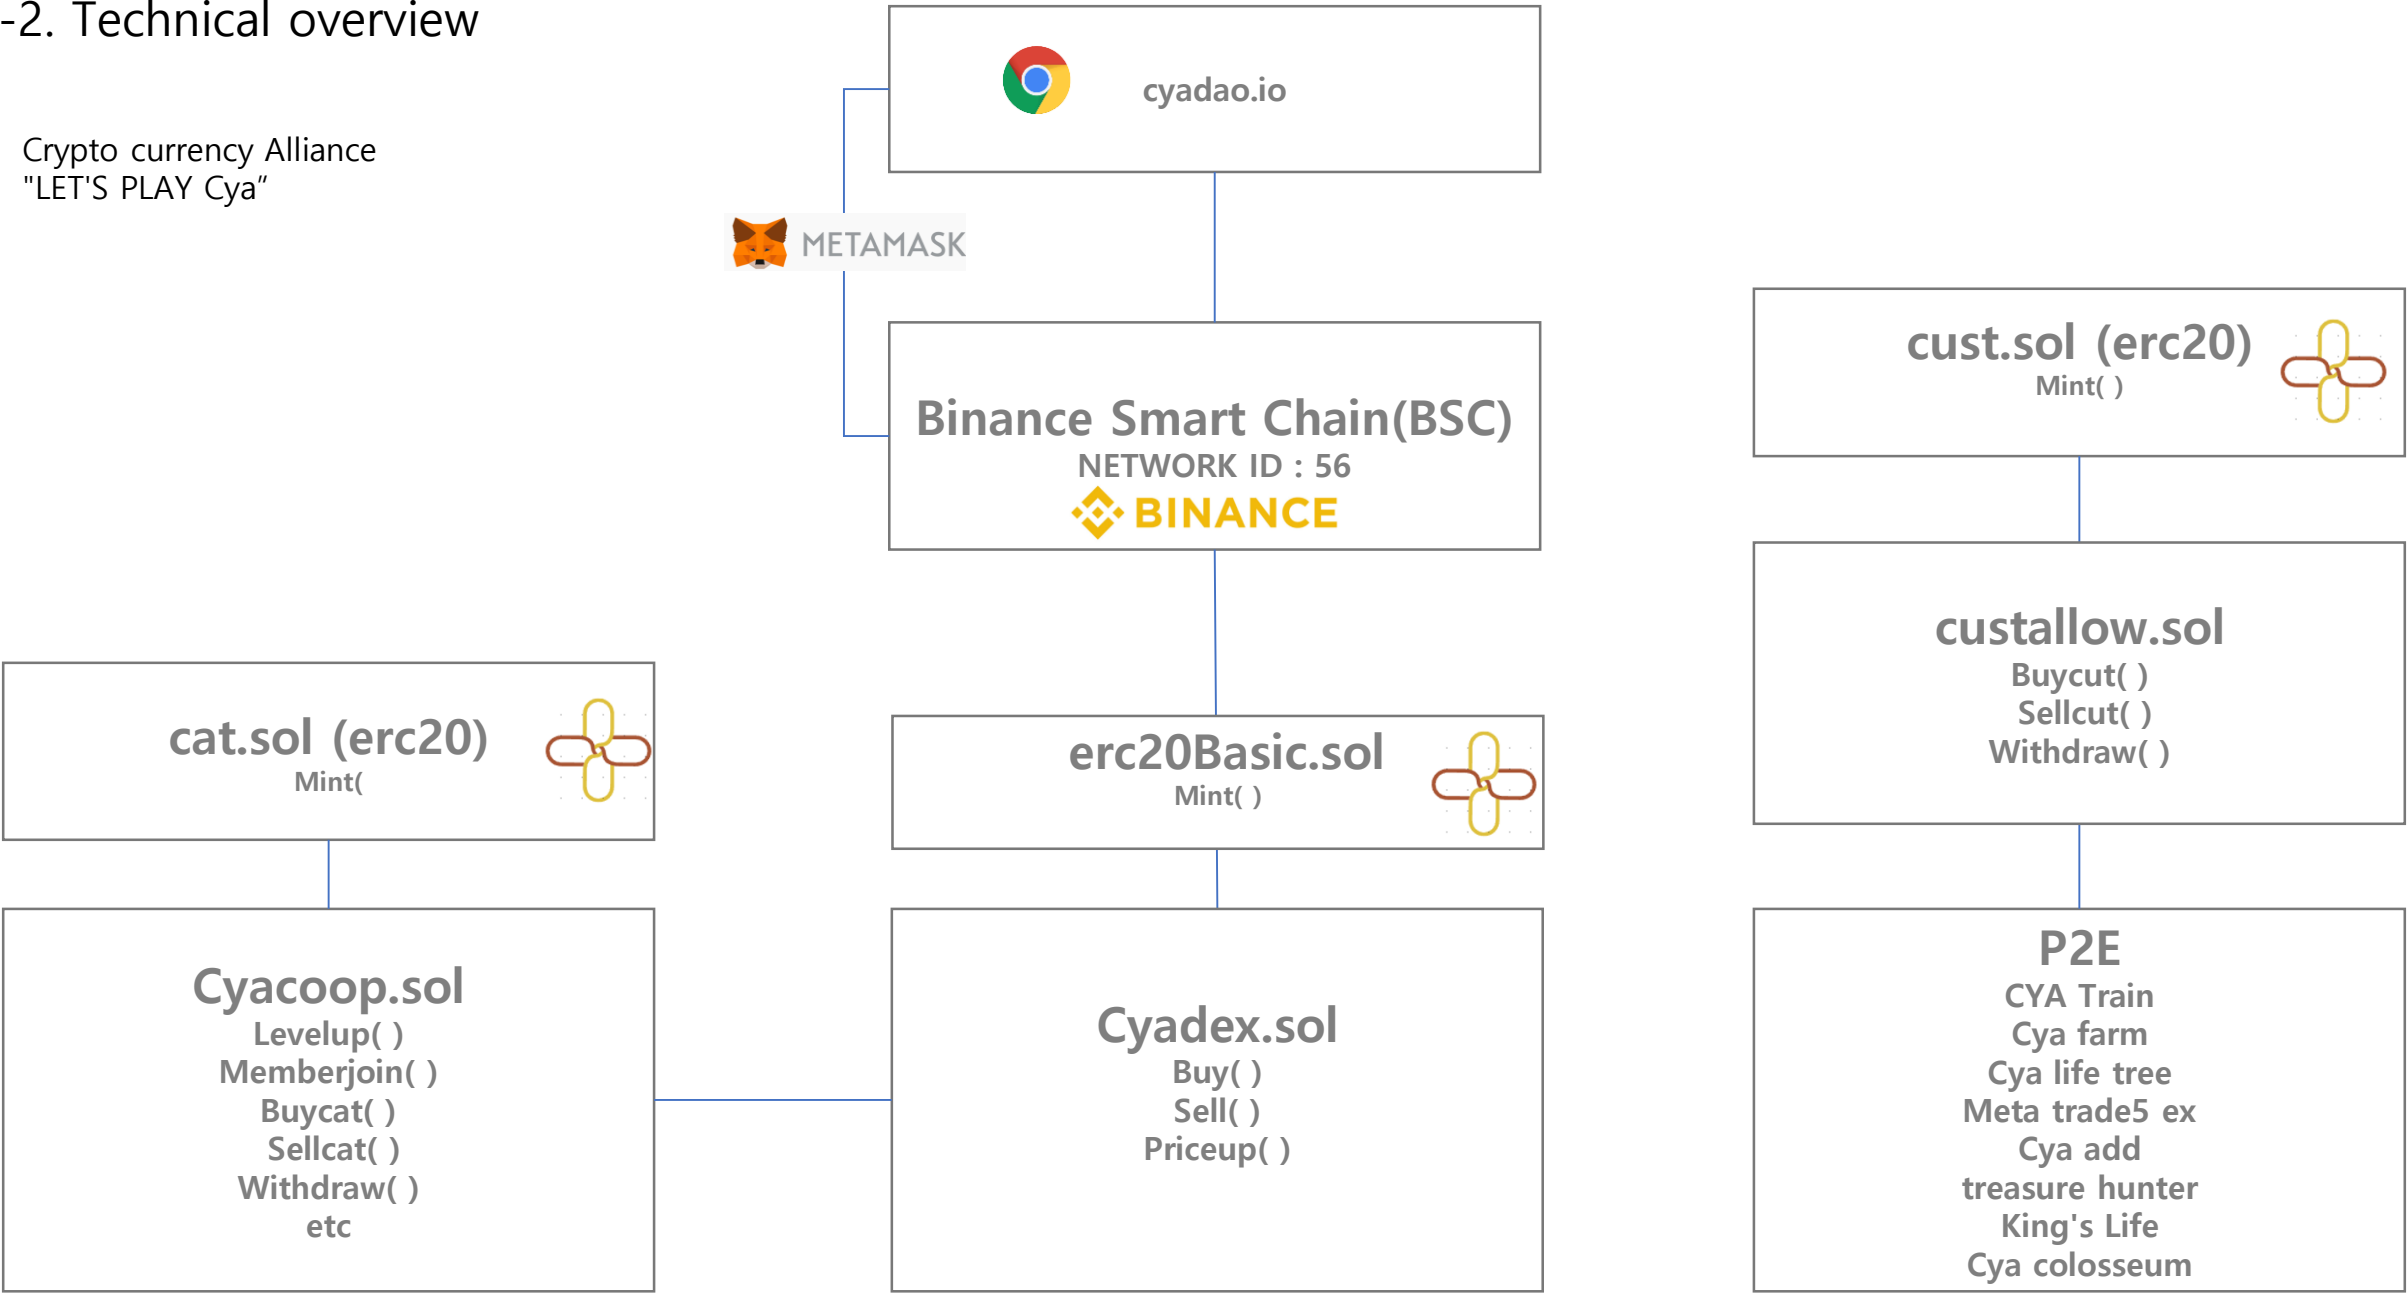 -2. Technical overview
Crypto currency Alliance
"LET'S PLAY Cya”
cyadao.io
METAMASK
Binance Smart Chain(BSC)
NETWORK ID : 56
BINANCE
cust.sol (erc20)
Mint( )
custallow.sol
Buycut( )
Sellcut( )
Withdraw( )
cat.sol (erc20)
Mint(
erc20Basic.sol
Mint( )
Cyacoop.sol
Levelup( )
Memberjoin( )
Buycat( )
Sellcat( )
Withdraw( )
etc
Cyadex.sol
Buy( )
Sell( )
Priceup( )
P2E
CYA Train
Cya farm
Cya life tree
Meta trade5 ex
Cya add
treasure hunter
King's Life
Cya colosseum